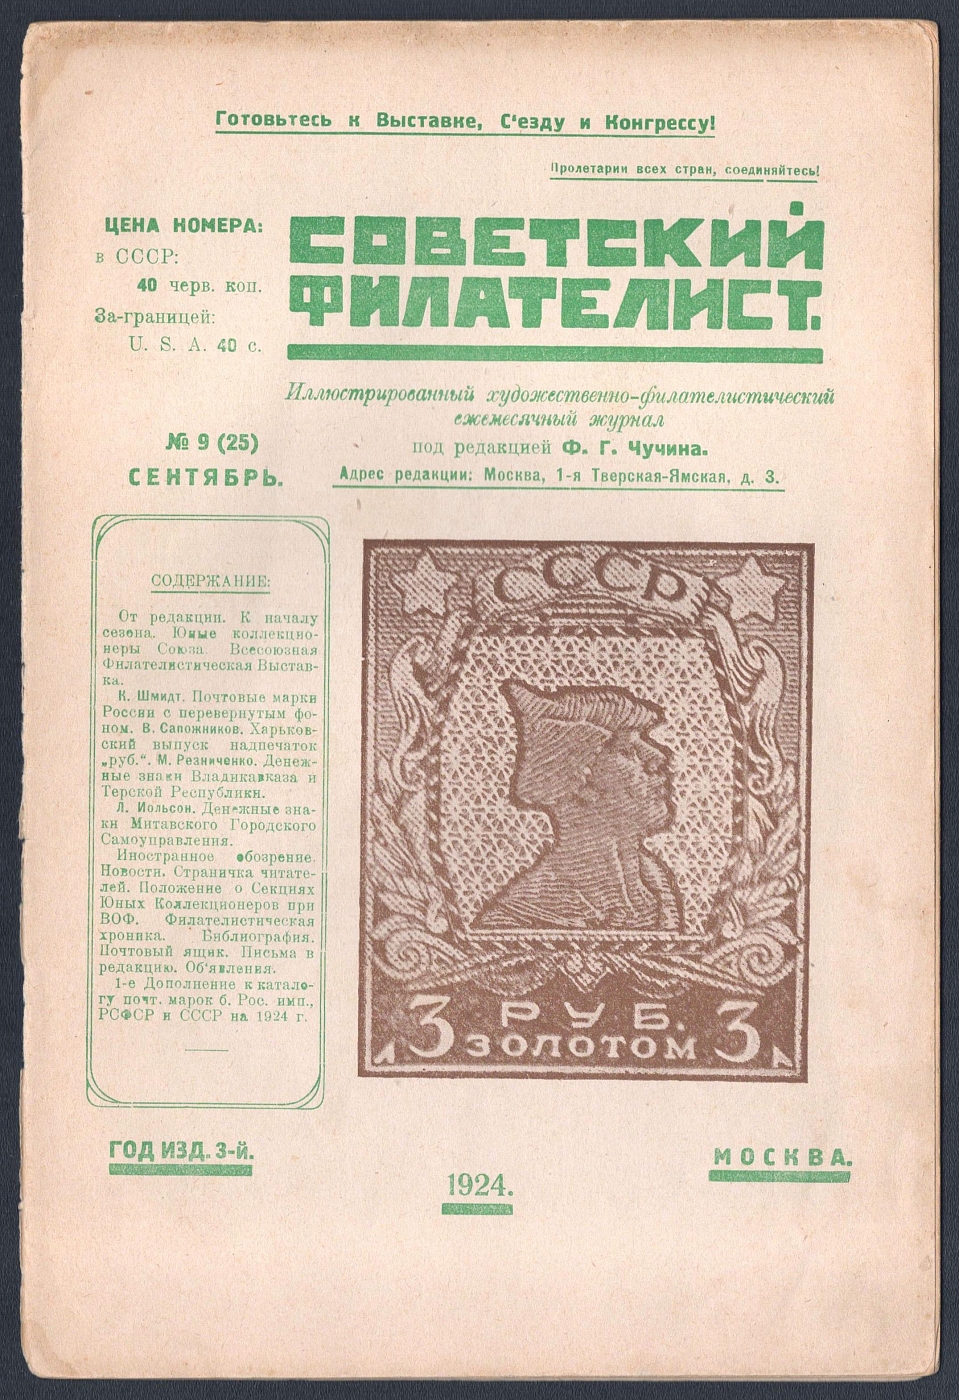 Готовьтесь к Выставке, С‘езду и Конгрессу!
Пролетарии всех стран, соединяйтесь!
ЦЕНА НОМЕРА:
в СССР:
40 черв. коп.
За-границей:
U. S. A. 40 c.
СОВЕТСКИЙ
ФИЛАТЕЛИСТ.
Иллюстрированный художественно-филателистический
ежемесячный журнал
под редакцией Ф. Г. Чучина.
Адрес редакции: Москва, 1-я Тверская-Ямская, д. 3.
№ 9 (25)
СЕНТЯБРЬ.
СОДЕРЖАНИЕ:
От редакции. К началу
сезона. Юные коллекцио-
неры Союза. Всесоюзная
Филателистическая Выстав-
ка.
К. Шмидт. Почтовые марки
России с перевернутым фо-
ном. В. Сапожников. Харьков-
ский выпуск надпечаток
„руб.“. М. Резниченко. Денеж-
ные знаки Владикавказа и
Терской Республики.
Л. Иольсон. Денежные зна-
ки Митавского Городского
Самоуправления.
Иностранное обозрение.
Новости. Страничка читате-
лей. Положение о Секциях
Юных Коллекционеров при
ВОФ. Филателистическая
хроника. Библиография.
Почтовый ящик. Письма в
редакцию. Об‘явления.
1-е Дополнение к катало-
гу почт. марок б. Рос. имп.,
РСФСР и СССР на 1924 г.
СССР
3 РУБ. 3
ЗОЛОТОМ
ГОД ИЗД. 3-й.
МОСКВА.
1924.